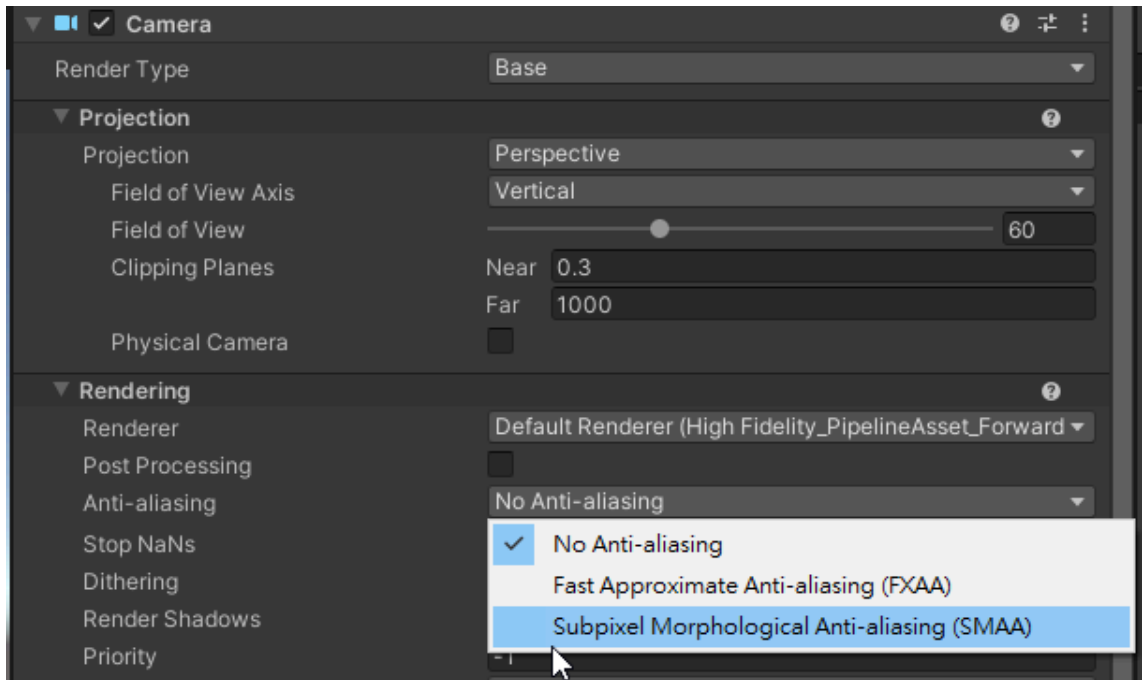 Camera
Render Type Base
Projection
Projection Perspective
Field of View Axis Vertical
Field of View 60
Clipping Planes Near 0.3
Far 1000
Physical Camera
Rendering
Renderer Default Renderer (High Fidelity_PipelineAsset_Forward
Post Processing
Anti-aliasing No Anti-aliasing
Stop NaNs No Anti-aliasing
Dithering Fast Approximate Anti-aliasing (FXAA)
Render Shadows Subpixel Morphological Anti-aliasing (SMAA)
Priority -1